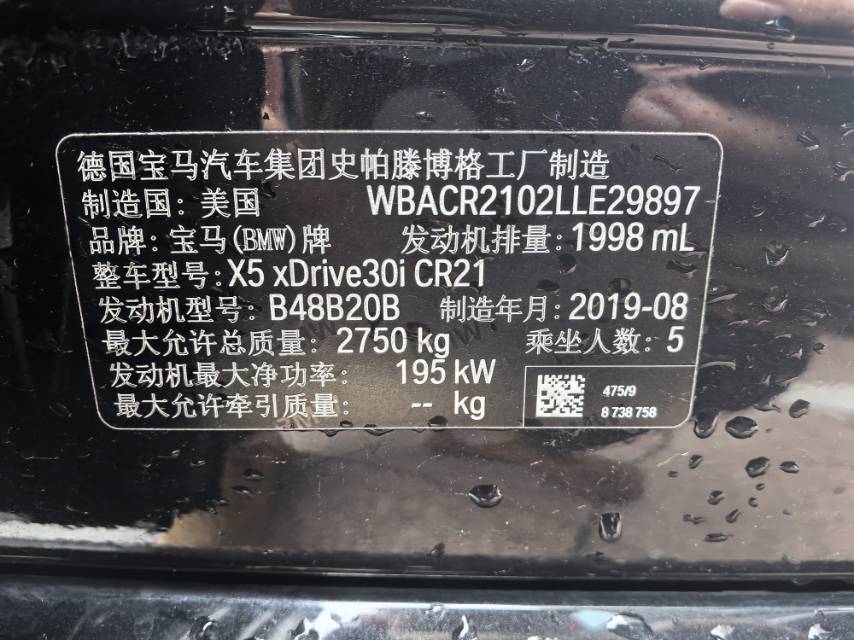 德国宝马汽车集团史帕滕博格工厂制造
制造国：美国 WBACR2102LLE29897
品牌：宝马(BMW)牌 发动机排量：1998 mL
整车型号：X5 xDrive30i CR21
发动机型号：B48B20B 制造年月：2019-08
最大允许总质量：2750 kg 乘坐人数：5
发动机最大净功率： 195 kW
最大允许牵引质量： -- kg
475/9
8 738 758